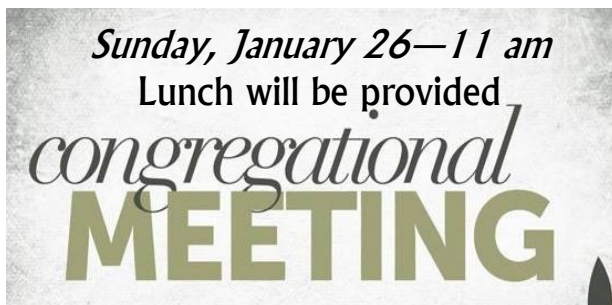 Sunday, January 26—11 am
Lunch will be provided
congregational
MEETING